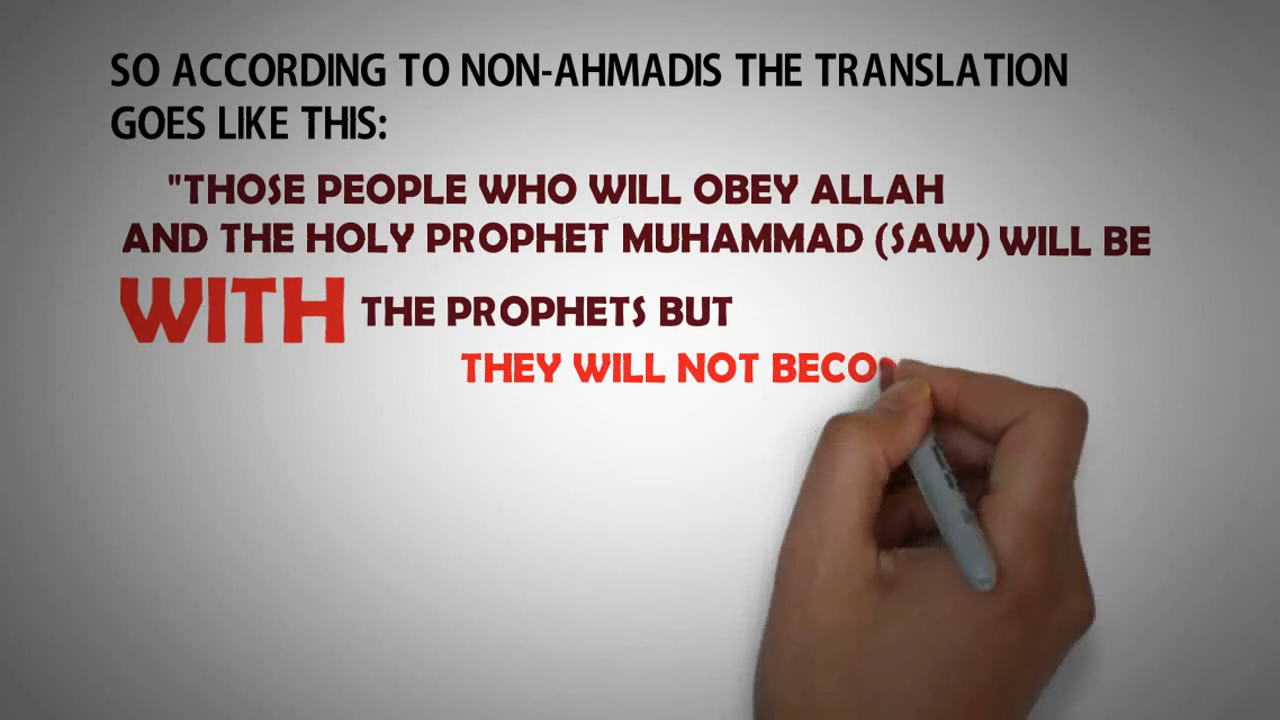 SO ACCORDING TO NON-AHMADIS THE TRANSLATION
GOES LIKE THIS:
"THOSE PEOPLE WHO WILL OBEY ALLAH
AND THE HOLY PROPHET MUHAMMAD (SAW) WILL BE
WITH THE PROPHETS BUT
THEY WILL NOT BECO